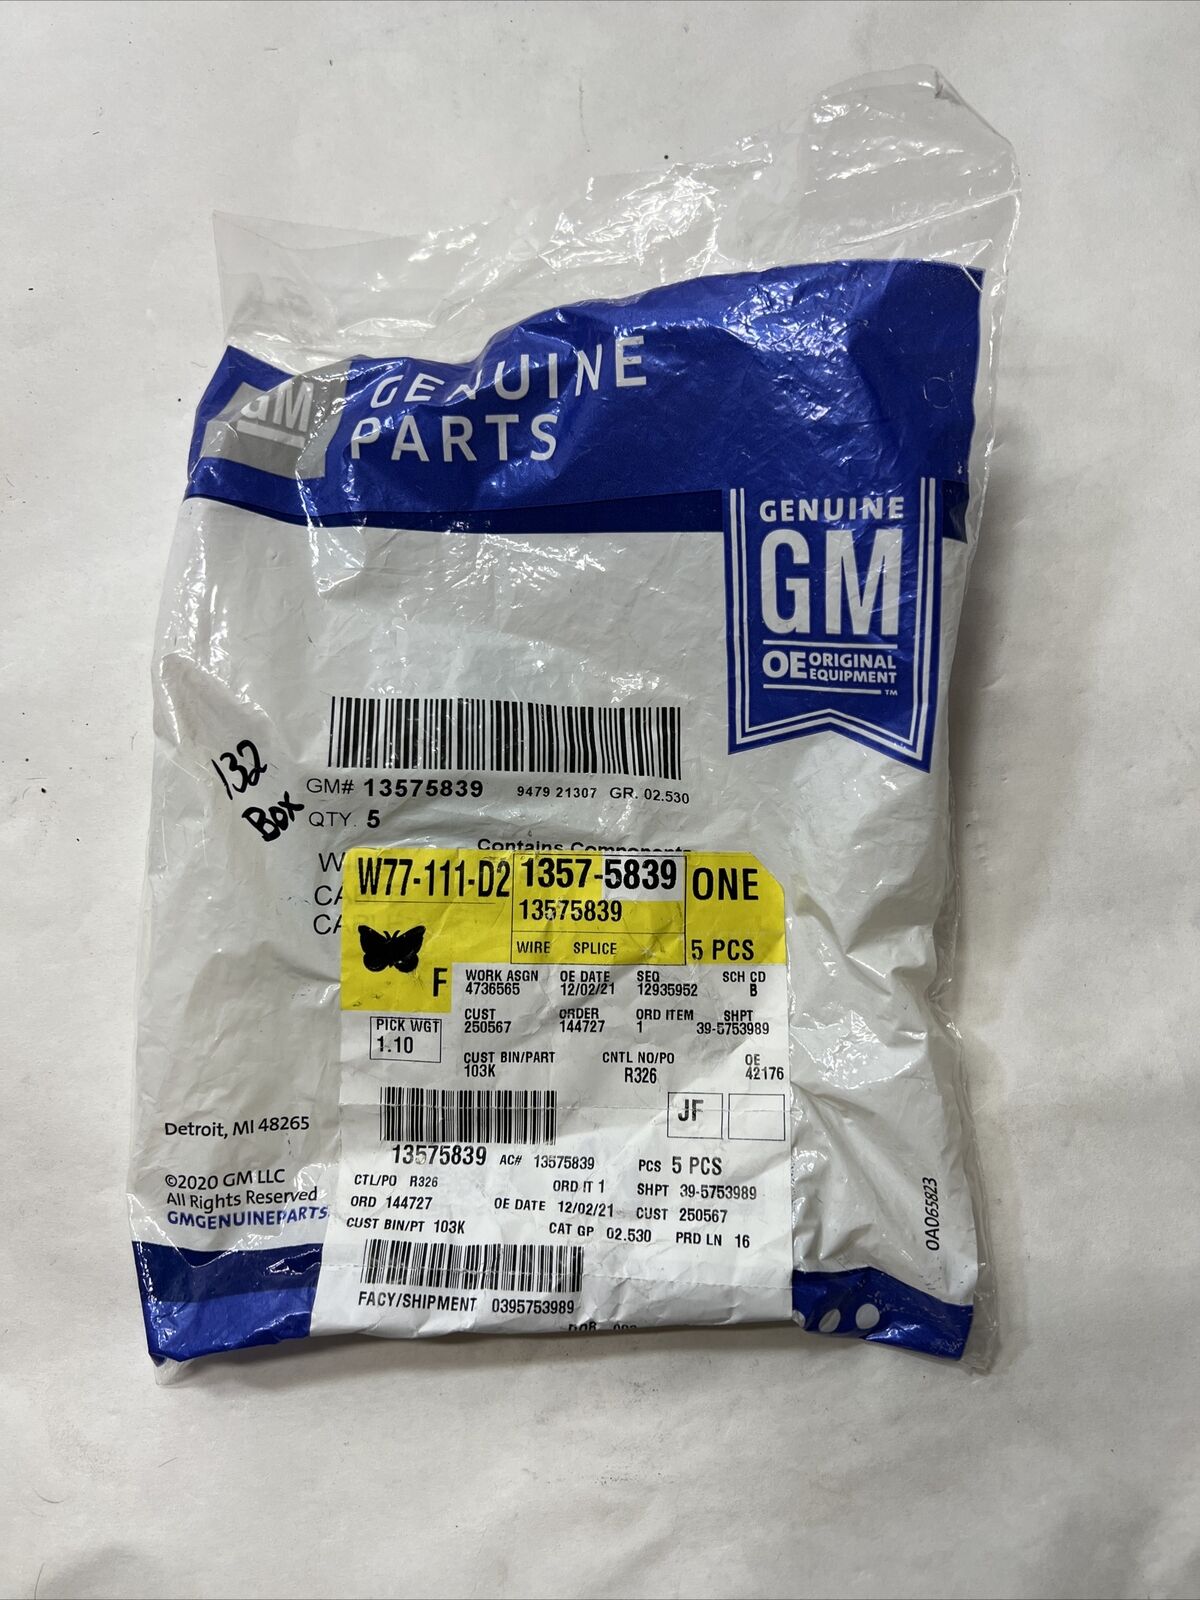 GM GENUINE
PARTS
GENUINE
GM
OE ORIGINAL
EQUIPMENT
™
132
Box
GM# 13575839 9479 21307 GR. 02.530
QTY. 5
Contains Components
W
CA
CABLE
W77-111-D2 1357-5839 ONE
13575839
WIRE SPLICE 5 PCS
F
WORK ASGN OE DATE SEQ SCH CD
4736565 12/02/21 12935952 B
CUST ORDER ORD ITEM SHPT
250567 144727 1 39-5753989
PICK WGT
1.10
CUST BIN/PART CNTL NO/PO OE
103K R326 42176
JF
13575839 AC# 13575839 PCS 5 PCS
CTL/PO R326 ORD IT 1 SHPT 39-5753989
ORD 144727 OE DATE 12/02/21 CUST 250567
CUST BIN/PT 103K CAT GP 02.530 PRD LN 16
FACY/SHIPMENT 0395753989
Detroit, MI 48265
©2020 GM LLC
All Rights Reserved
GMGENUINEPARTS
0A065823